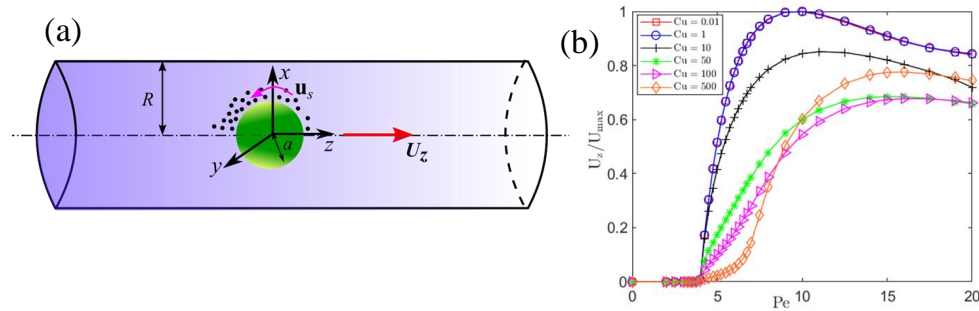 (a)
R
x
u_s
y
a
z
U_z
(b)
U_z/U_max
1
0.8
0.6
0.4
0.2
0
Cu = 0.01
Cu = 1
Cu = 10
Cu = 50
Cu = 100
Cu = 500
0 5 10 15 20
Pe